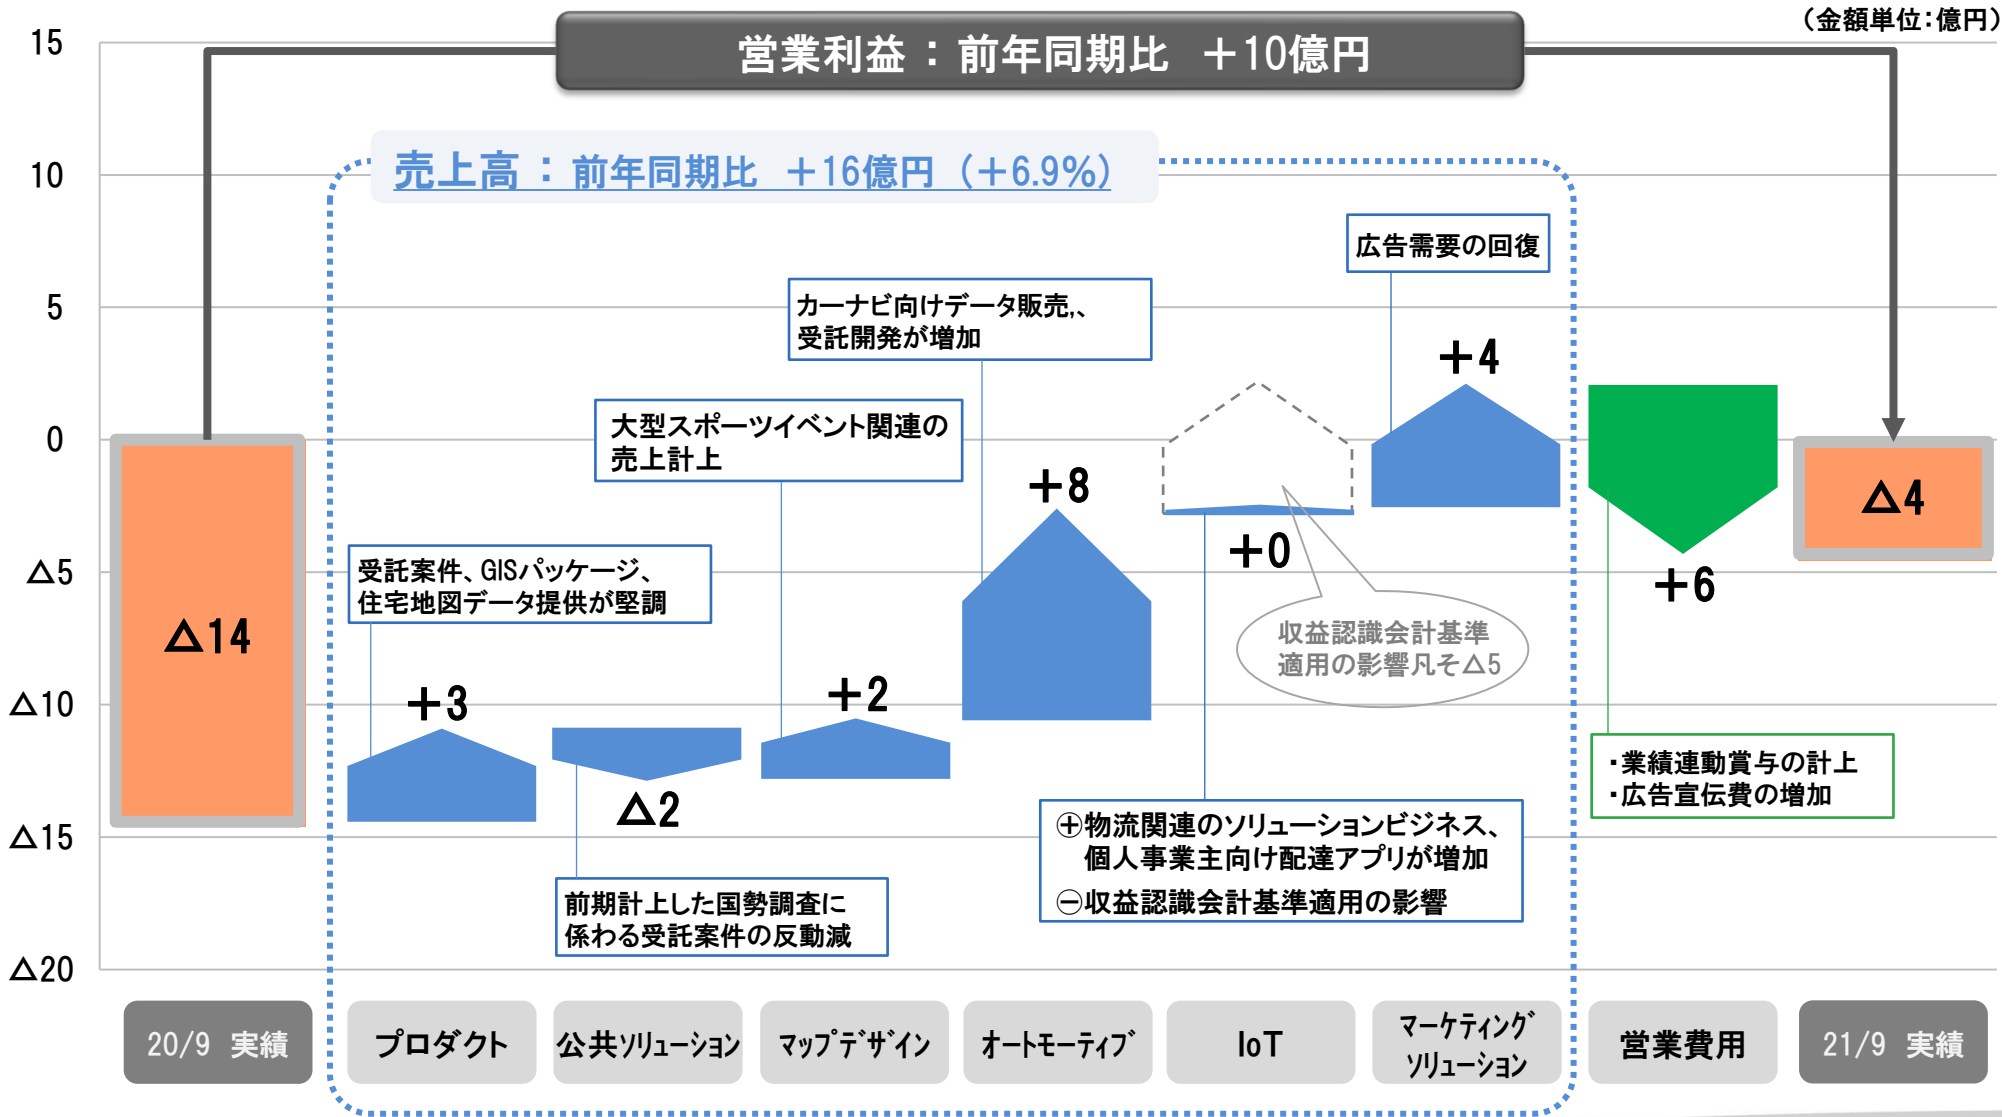 (金額単位：億円)
営業利益：前年同期比　＋10億円
売上高：前年同期比　＋16億円（＋6.9%）
15
10
5
0
△5
△10
△15
△20
△14
受託案件、GISパッケージ、
住宅地図データ提供が堅調
＋3
△2
前期計上した国勢調査に
係わる受託案件の反動減
大型スポーツイベント関連の
売上計上
＋2
カーナビ向けデータ販売,、
受託開発が増加
＋8
＋0
収益認識会計基準
適用の影響凡そ△5
⊕物流関連のソリューションビジネス、
個人事業主向け配達アプリが増加
⊖収益認識会計基準適用の影響
広告需要の回復
＋4
＋6
・業績連動賞与の計上
・広告宣伝費の増加
△4
20/9 実績
プロダクト
公共ソリューション
マップデザイン
オートモーティブ
IoT
マーケティング
ソリューション
営業費用
21/9 実績